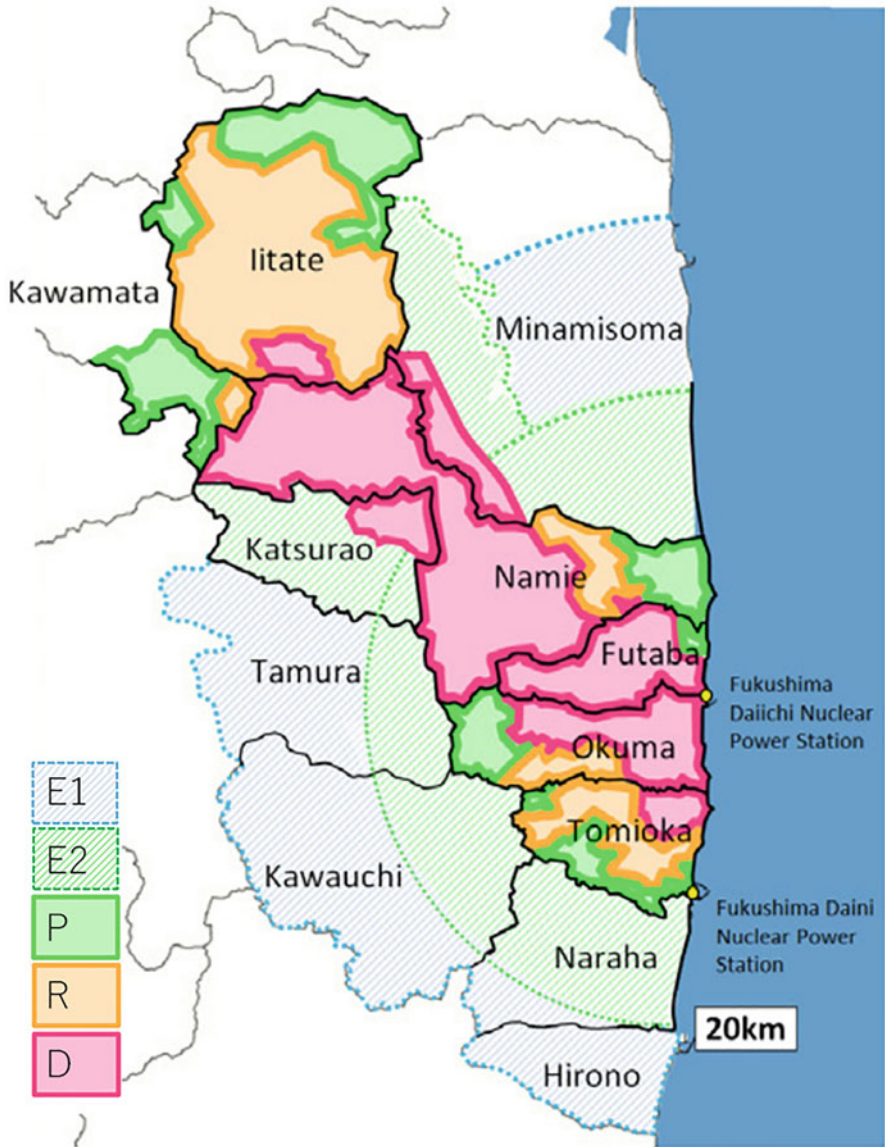 Iitate
Kawamata
Minamisoma
Katsurao
Namie
Tamura
Futaba
Fukushima
Daiichi Nuclear
Power Station
Okuma
E1
E2
P
R
D
Tomioka
Kawauchi
Fukushima Daini
Nuclear Power
Station
Naraha
20km
Hirono